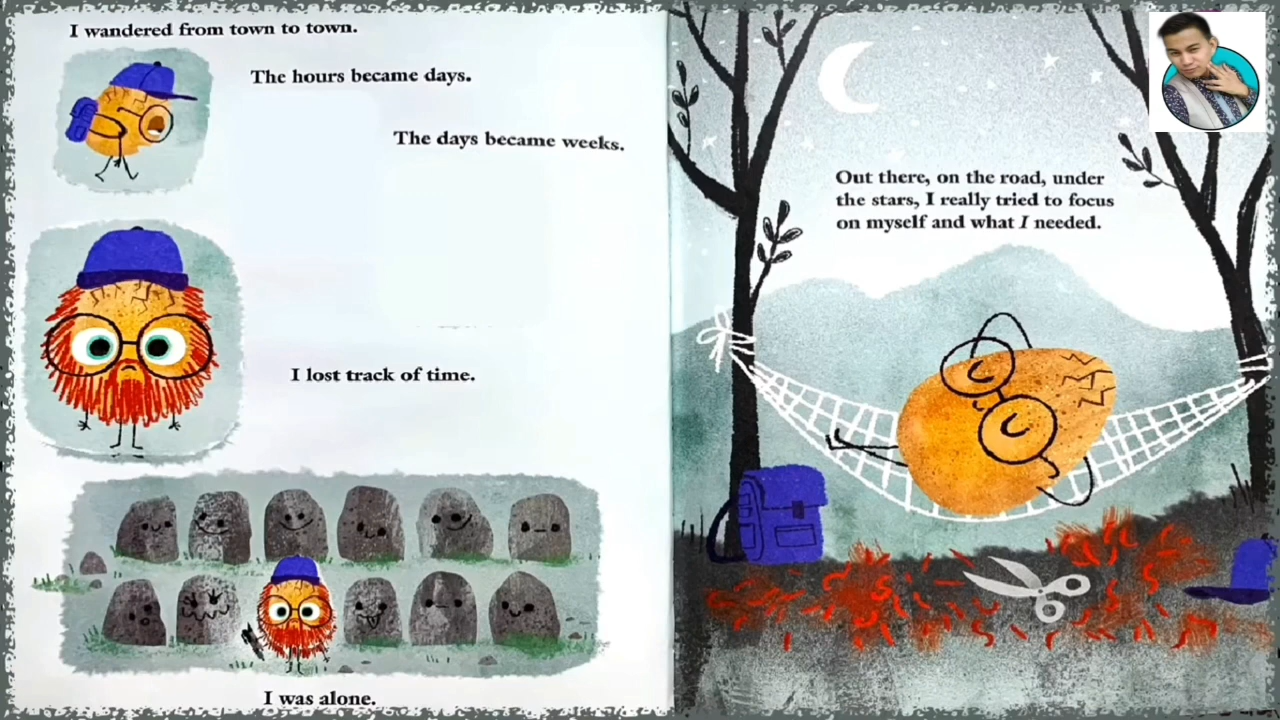 I wandered from town to town.
The hours became days.
The days became weeks.
I lost track of time.
I was alone.
Out there, on the road, under
the stars, I really tried to focus
on myself and what I needed.